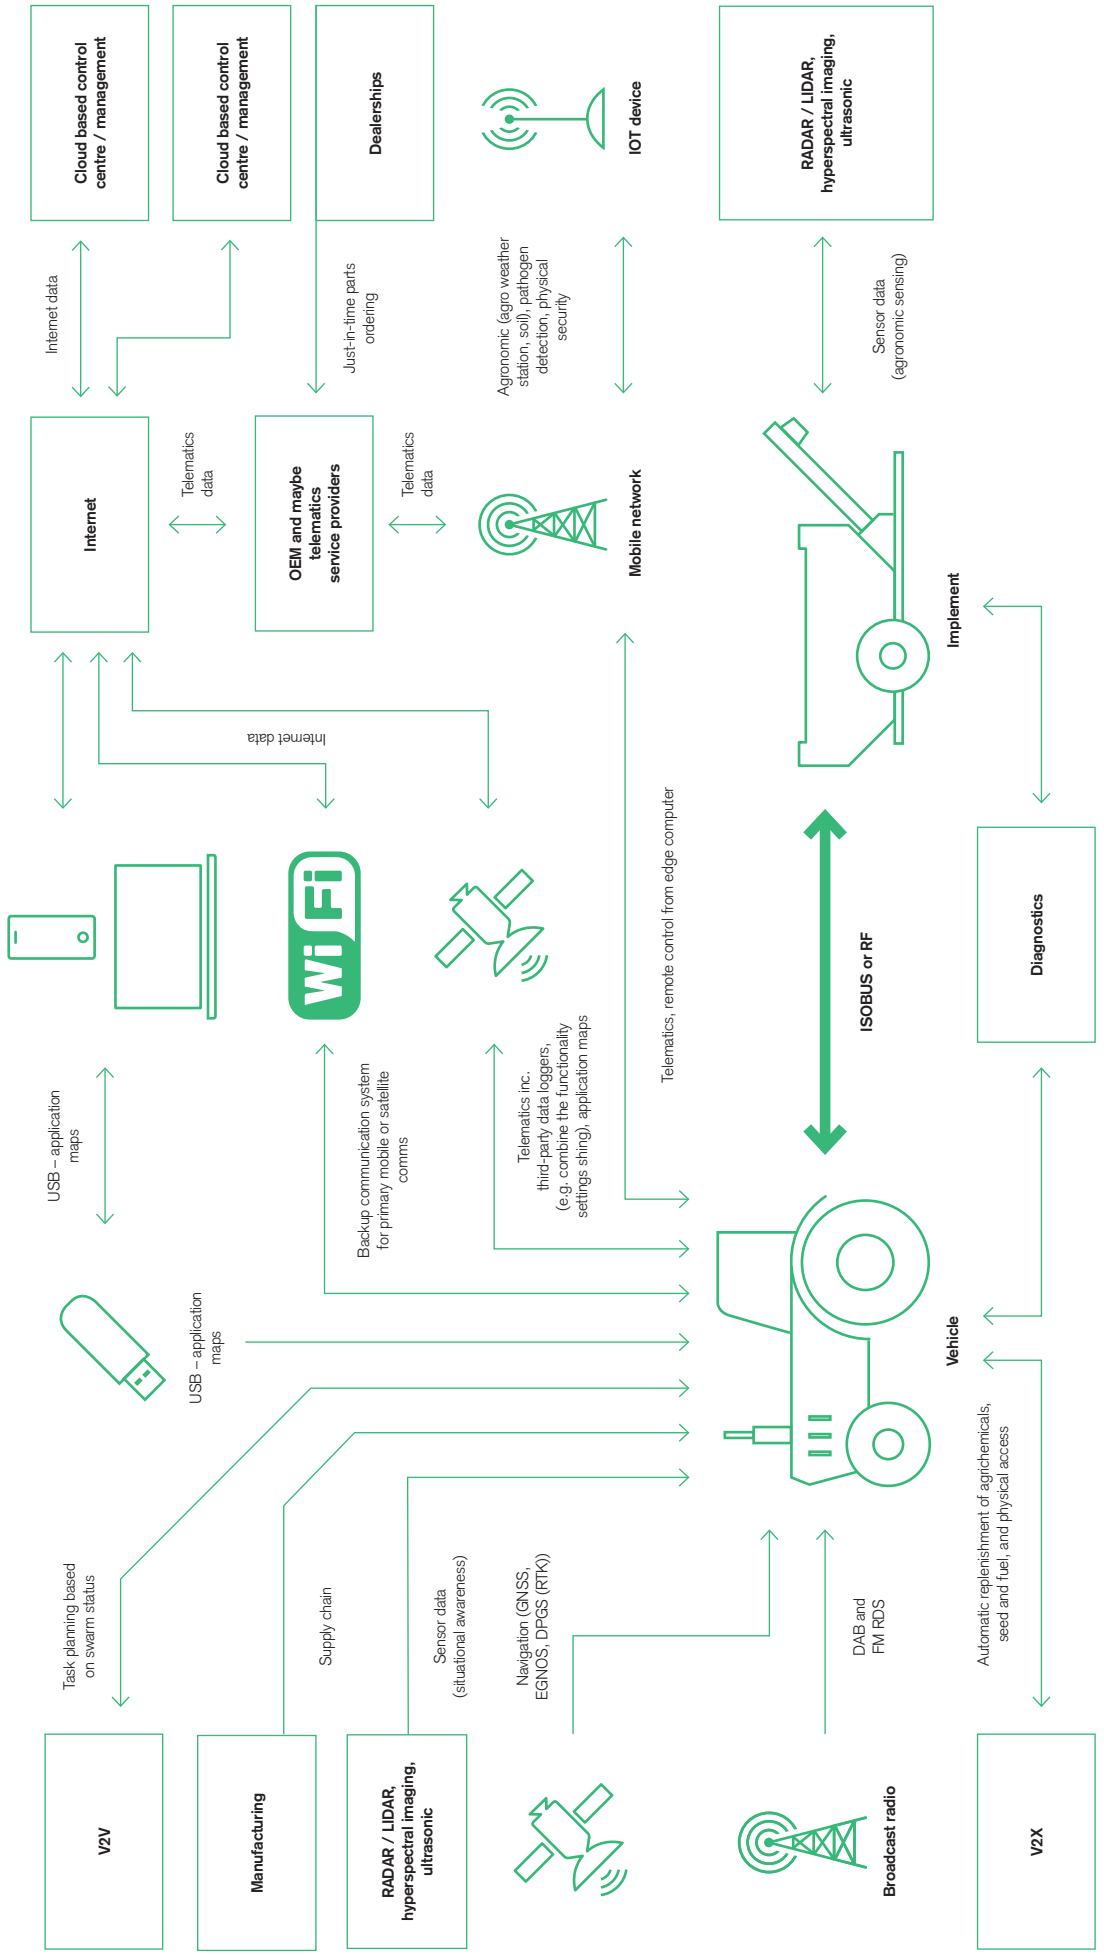 V2V
Task planning based
on swarm status
USB – application
maps
Internet
Internet data
Cloud based control
centre / management
Manufacturing
Supply chain
USB – application
maps
Internet data
Telematics
data
Cloud based control
centre / management
RADAR / LIDAR,
hyperspectral imaging,
ultrasonic
Sensor data
(situational awareness)
Backup communication system
for primary mobile or satellite
comms
WiFi
OEM and maybe
telematics
service providers
Just-in-time parts
ordering
Dealerships
Telematics
data
Navigation (GNSS,
EGNOS, DPGS (RTK))
Telematics inc.
third-party data loggers,
(e.g. combine the functionality
settings shing), application maps
Mobile network
Agronomic (agro weather
station, soil), pathogen
detection, physical
security
IOT device
Telematics, remote control from edge computer
Broadcast radio
DAB and
FM RDS
Vehicle
ISOBUS or RF
Implement
Sensor data
(agronomic sensing)
RADAR / LIDAR,
hyperspectral imaging,
ultrasonic
V2X
Automatic replenishment of agrichemicals,
seed and fuel, and physical access
Diagnostics